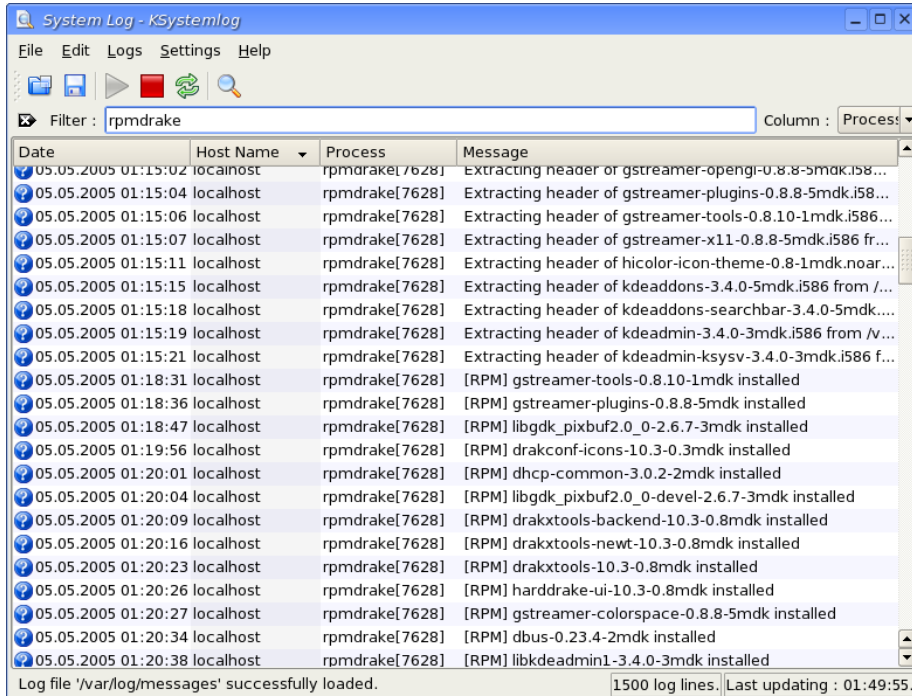 System Log - KSystemlog
File Edit Logs Settings Help
Filter : rpmdrake Column : Process
Date Host Name Process Message
05.05.2005 01:15:02 localhost rpmdrake[7628] Extracting header of gstreamer-opengl-0.8.8-5mdk.i58...
05.05.2005 01:15:04 localhost rpmdrake[7628] Extracting header of gstreamer-plugins-0.8.8-5mdk.i58...
05.05.2005 01:15:06 localhost rpmdrake[7628] Extracting header of gstreamer-tools-0.8.10-1mdk.i586...
05.05.2005 01:15:07 localhost rpmdrake[7628] Extracting header of gstreamer-x11-0.8.8-5mdk.i586 fr...
05.05.2005 01:15:11 localhost rpmdrake[7628] Extracting header of hicolor-icon-theme-0.8-1mdk.noar...
05.05.2005 01:15:15 localhost rpmdrake[7628] Extracting header of kdeaddons-3.4.0-5mdk.i586 from /...
05.05.2005 01:15:18 localhost rpmdrake[7628] Extracting header of kdeaddons-searchbar-3.4.0-5mdk....
05.05.2005 01:15:19 localhost rpmdrake[7628] Extracting header of kdeadmin-3.4.0-3mdk.i586 from /v...
05.05.2005 01:15:21 localhost rpmdrake[7628] Extracting header of kdeadmin-ksysv-3.4.0-3mdk.i586 f...
05.05.2005 01:18:31 localhost rpmdrake[7628] [RPM] gstreamer-tools-0.8.10-1mdk installed
05.05.2005 01:18:36 localhost rpmdrake[7628] [RPM] gstreamer-plugins-0.8.8-5mdk installed
05.05.2005 01:18:47 localhost rpmdrake[7628] [RPM] libgdk_pixbuf2.0_0-2.6.7-3mdk installed
05.05.2005 01:19:56 localhost rpmdrake[7628] [RPM] drakconf-icons-10.3-0.3mdk installed
05.05.2005 01:20:01 localhost rpmdrake[7628] [RPM] dhcp-common-3.0.2-2mdk installed
05.05.2005 01:20:04 localhost rpmdrake[7628] [RPM] libgdk_pixbuf2.0_0-devel-2.6.7-3mdk installed
05.05.2005 01:20:09 localhost rpmdrake[7628] [RPM] drakxtools-backend-10.3-0.8mdk installed
05.05.2005 01:20:16 localhost rpmdrake[7628] [RPM] drakxtools-newt-10.3-0.8mdk installed
05.05.2005 01:20:23 localhost rpmdrake[7628] [RPM] drakxtools-10.3-0.8mdk installed
05.05.2005 01:20:26 localhost rpmdrake[7628] [RPM] harddrake-ui-10.3-0.8mdk installed
05.05.2005 01:20:27 localhost rpmdrake[7628] [RPM] gstreamer-colorspace-0.8.8-5mdk installed
05.05.2005 01:20:34 localhost rpmdrake[7628] [RPM] dbus-0.23.4-2mdk installed
05.05.2005 01:20:38 localhost rpmdrake[7628] [RPM] libkdeadmin1-3.4.0-3mdk installed
Log file '/var/log/messages' successfully loaded. 1500 log lines. Last updating : 01:49:55.